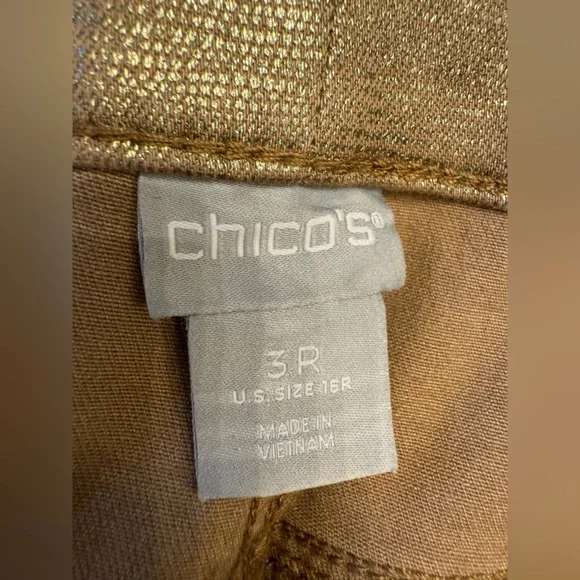 chico's®
3R
U.S. SIZE 16R
MADE IN
VIETNAM